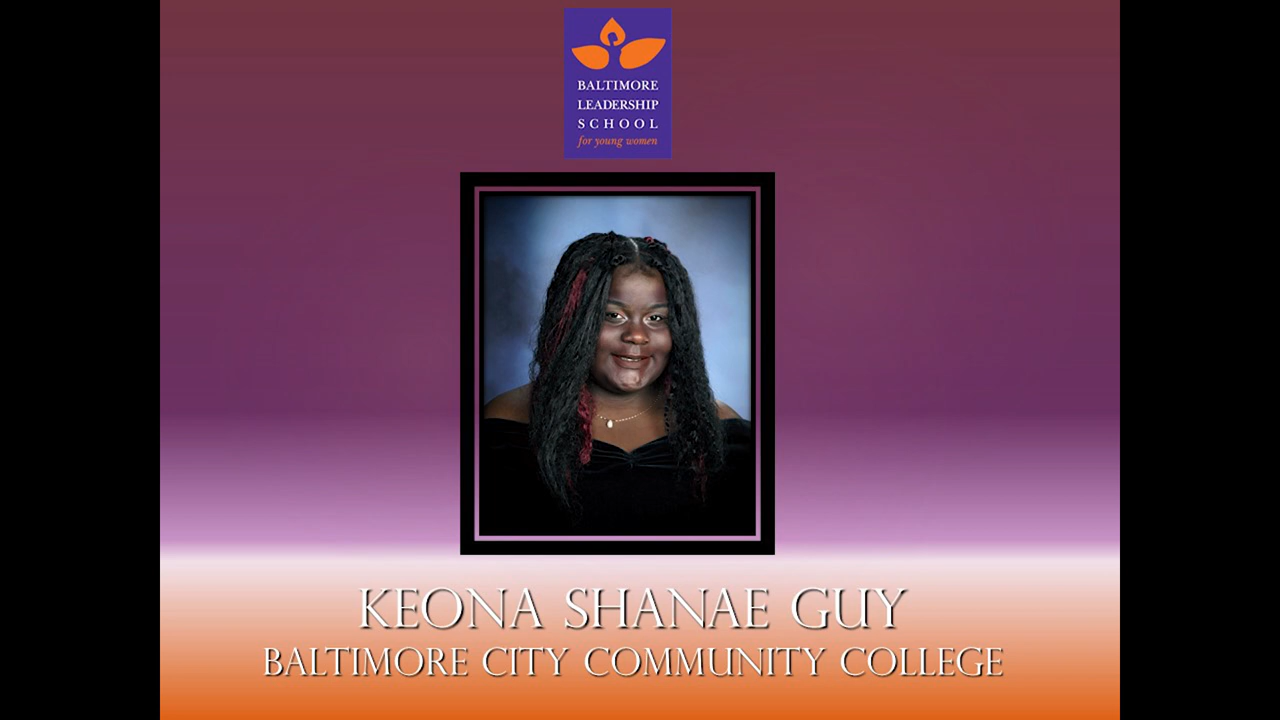 BALTIMORE
LEADERSHIP
SCHOOL
for young women
KEONA SHANAE GUY
BALTIMORE CITY COMMUNITY COLLEGE